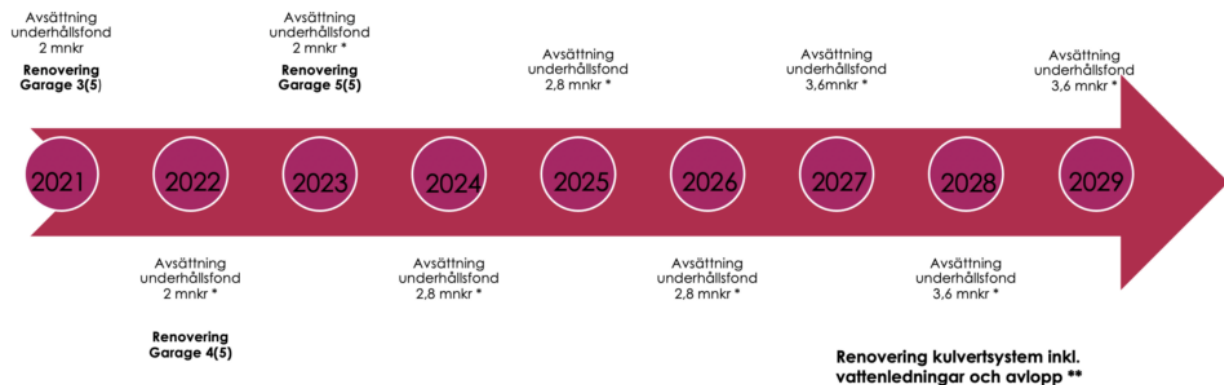 Avsättning
underhållsfond
2 mnkr
Renovering
Garage 3(5)
Avsättning
underhållsfond
2 mnkr *
Renovering
Garage 5(5)
Avsättning
underhållsfond
2,8 mnkr *
Avsättning
underhållsfond
3,6mnkr *
Avsättning
underhållsfond
3,6 mnkr *
2021
2022
2023
2024
2025
2026
2027
2028
2029
Avsättning
underhållsfond
2 mnkr *
Renovering
Garage 4(5)
Avsättning
underhållsfond
2,8 mnkr *
Avsättning
underhållsfond
2,8 mnkr *
Avsättning
underhållsfond
3,6 mnkr *
Renovering kulvertsystem inkl.
vattenledningar och avlopp **